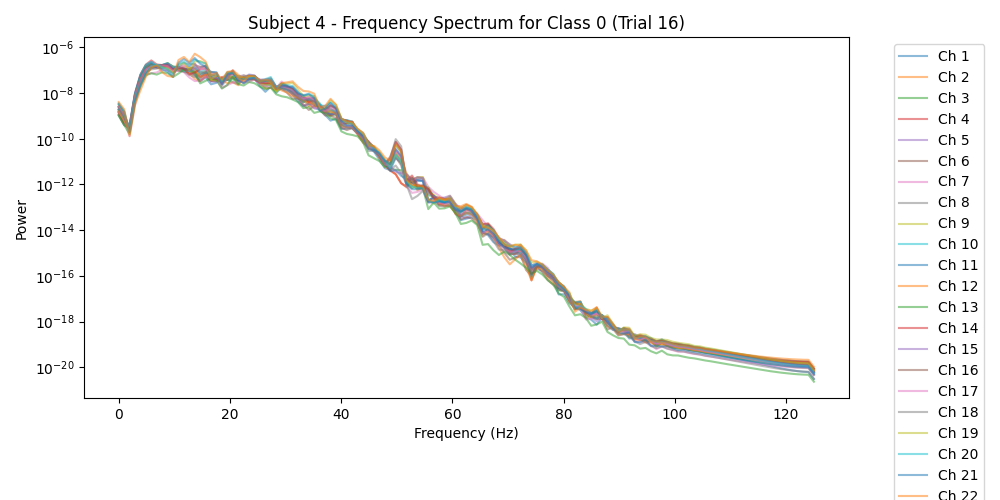 Subject 4 - Frequency Spectrum for Class 0 (Trial 16)
10⁻⁶
10⁻⁸
10⁻¹⁰
10⁻¹²
10⁻¹⁴
10⁻¹⁶
10⁻¹⁸
10⁻²⁰
Power
0 20 40 60 80 100 120
Frequency (Hz)
Ch 1
Ch 2
Ch 3
Ch 4
Ch 5
Ch 6
Ch 7
Ch 8
Ch 9
Ch 10
Ch 11
Ch 12
Ch 13
Ch 14
Ch 15
Ch 16
Ch 17
Ch 18
Ch 19
Ch 20
Ch 21
Ch 22